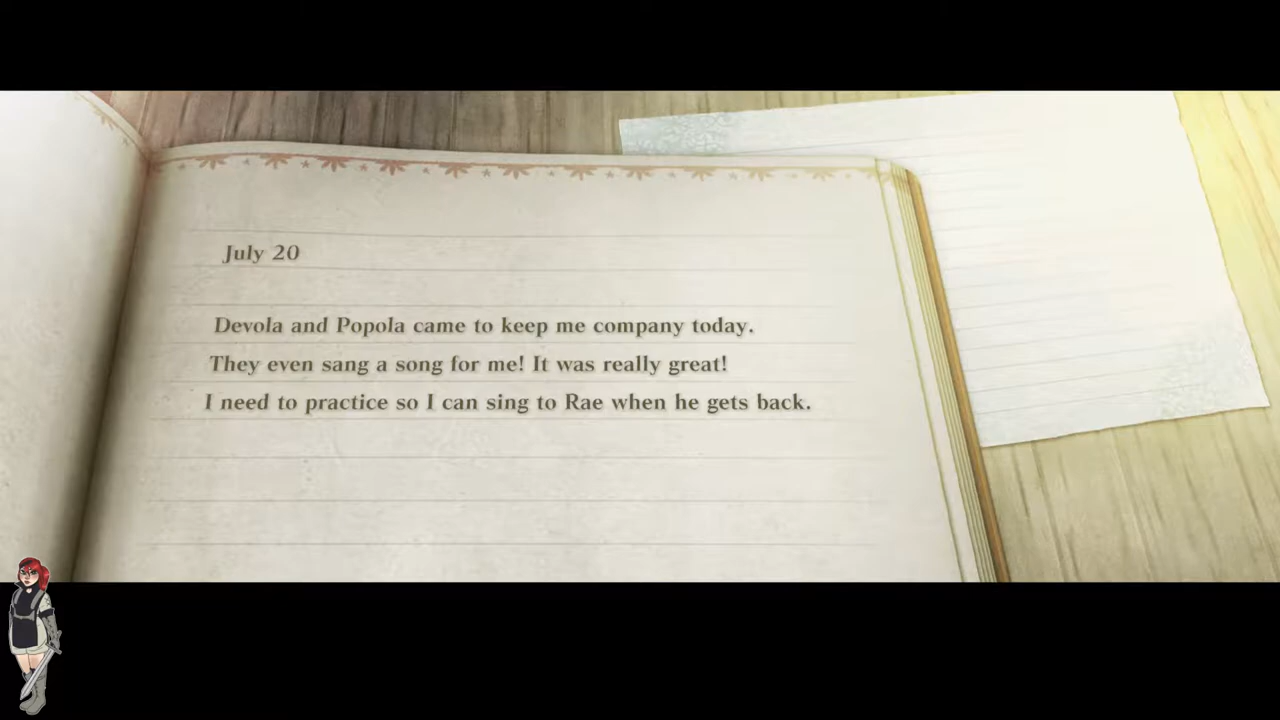 July 20
Devola and Popola came to keep me company today.
They even sang a song for me! It was really great!
I need to practice so I can sing to Rae when he gets back.